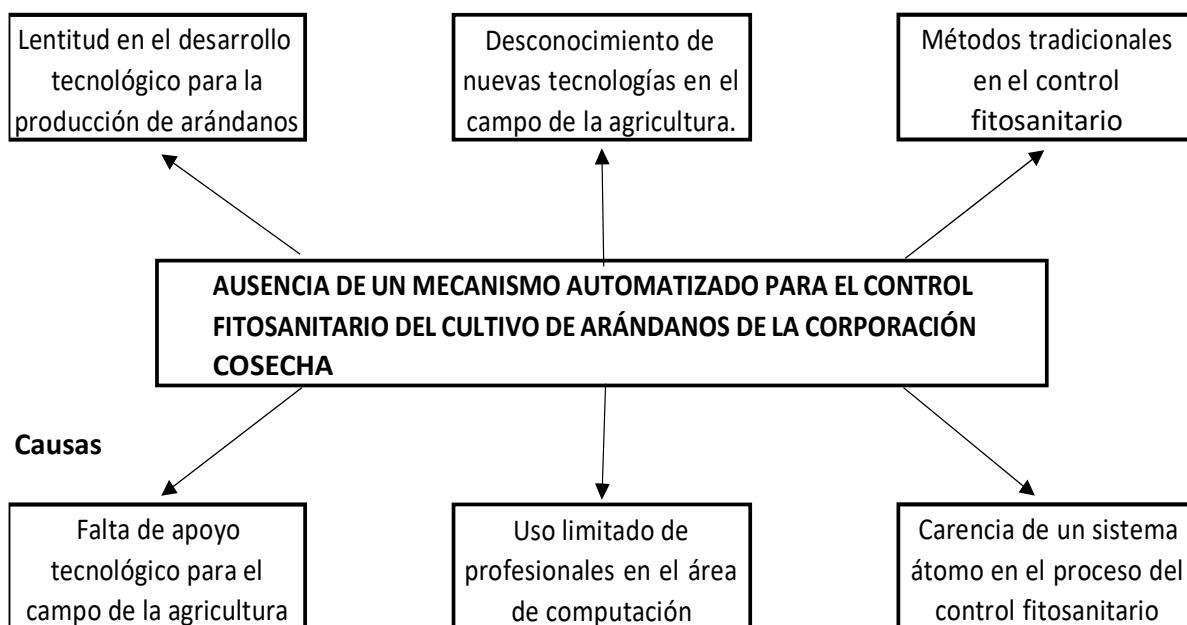 Lentitud en el desarrollo
tecnológico para la
producción de arándanos
Desconocimiento de
nuevas tecnologías en el
campo de la agricultura.
Métodos tradicionales
en el control
fitosanitario
AUSENCIA DE UN MECANISMO AUTOMATIZADO PARA EL CONTROL
FITOSANITARIO DEL CULTIVO DE ARÁNDANOS DE LA CORPORACIÓN
COSECHA
Causas
Falta de apoyo
tecnológico para el
campo de la agricultura
Uso limitado de
profesionales en el área
de computación
Carencia de un sistema
átomo en el proceso del
control fitosanitario